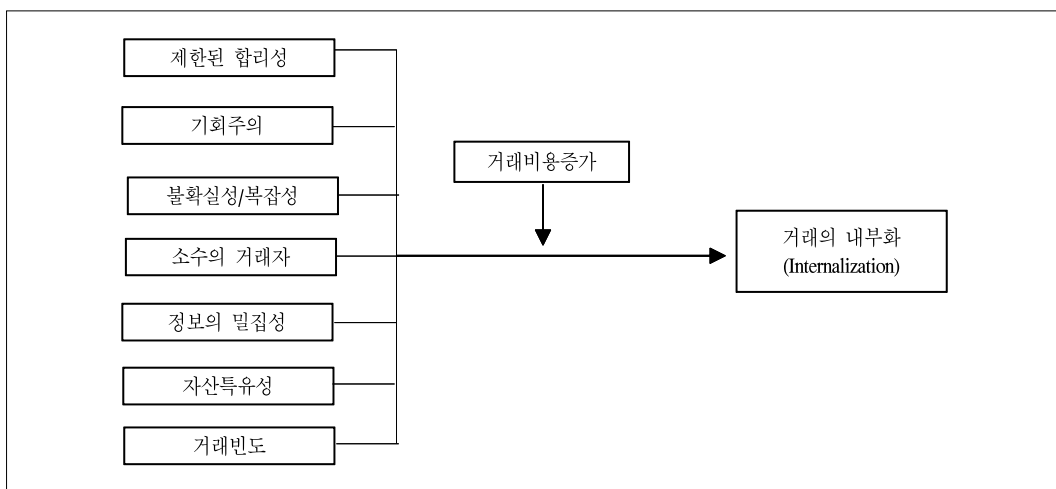 제한된 합리성
기회주의
불확실성/복잡성
소수의 거래자
정보의 밀집성
자산특유성
거래빈도
거래비용증가
거래의 내부화
(Internalization)